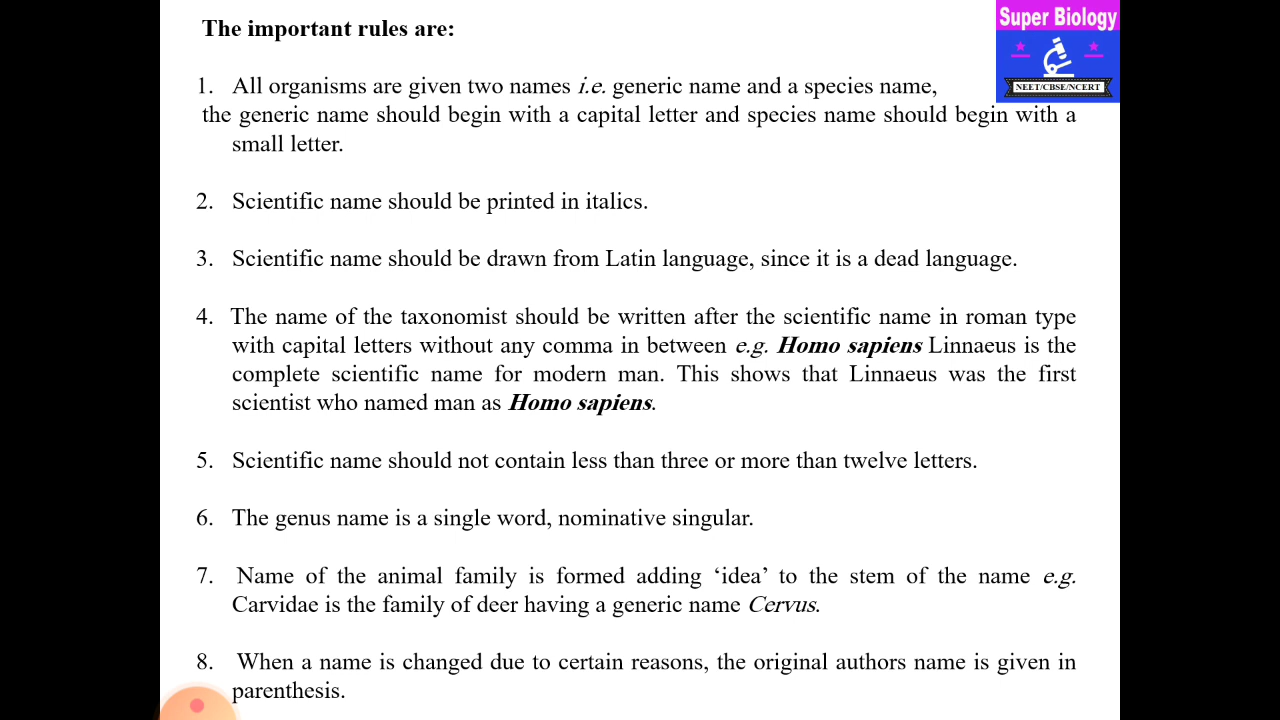 The important rules are:
Super Biology
NEET/CBSE/NCERT
1. All organisms are given two names i.e. generic name and a species name,
the generic name should begin with a capital letter and species name should begin with a
small letter.
2. Scientific name should be printed in italics.
3. Scientific name should be drawn from Latin language, since it is a dead language.
4. The name of the taxonomist should be written after the scientific name in roman type
with capital letters without any comma in between e.g. Homo sapiens Linnaeus is the
complete scientific name for modern man. This shows that Linnaeus was the first
scientist who named man as Homo sapiens.
5. Scientific name should not contain less than three or more than twelve letters.
6. The genus name is a single word, nominative singular.
7. Name of the animal family is formed adding ‘idea’ to the stem of the name e.g.
Carvidae is the family of deer having a generic name Cervus.
8. When a name is changed due to certain reasons, the original authors name is given in
parenthesis.